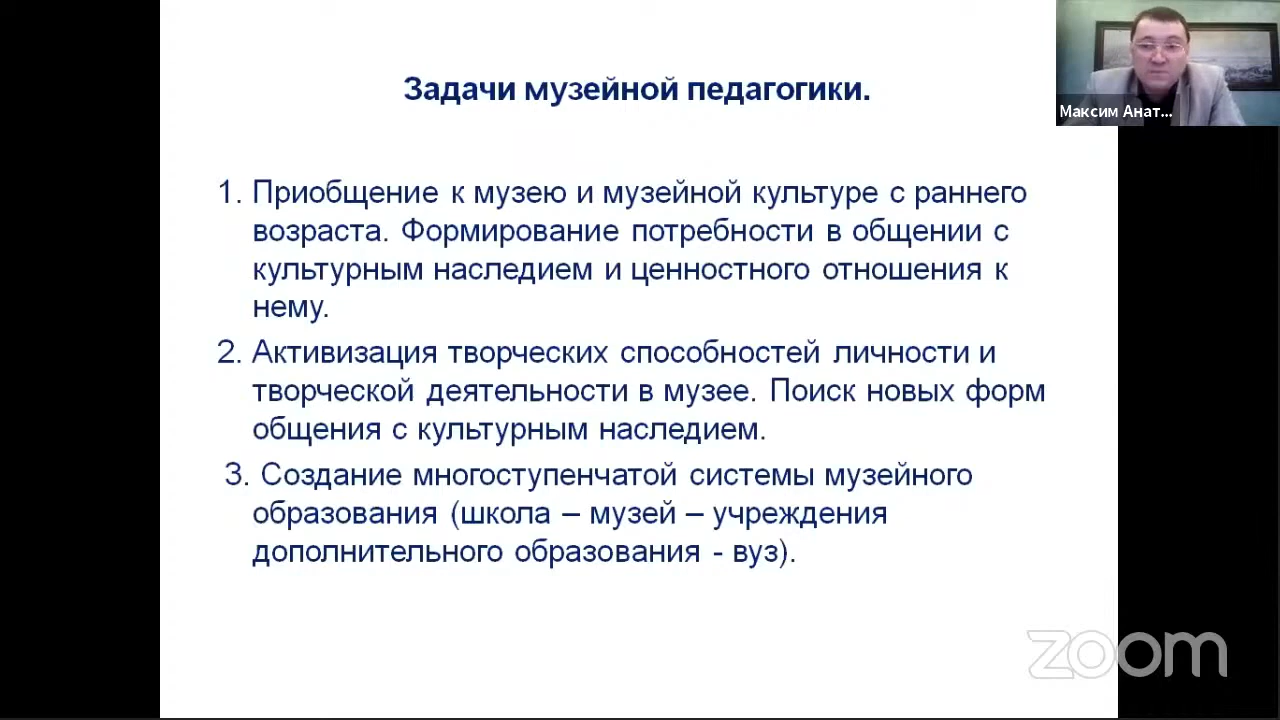 Задачи музейной педагогики.
Максим Анат...
1. Приобщение к музею и музейной культуре с раннего
возраста. Формирование потребности в общении с
культурным наследием и ценностного отношения к
нему.
2. Активизация творческих способностей личности и
творческой деятельности в музее. Поиск новых форм
общения с культурным наследием.
3. Создание многоступенчатой системы музейного
образования (школа – музей – учреждения
дополнительного образования - вуз).
zoom